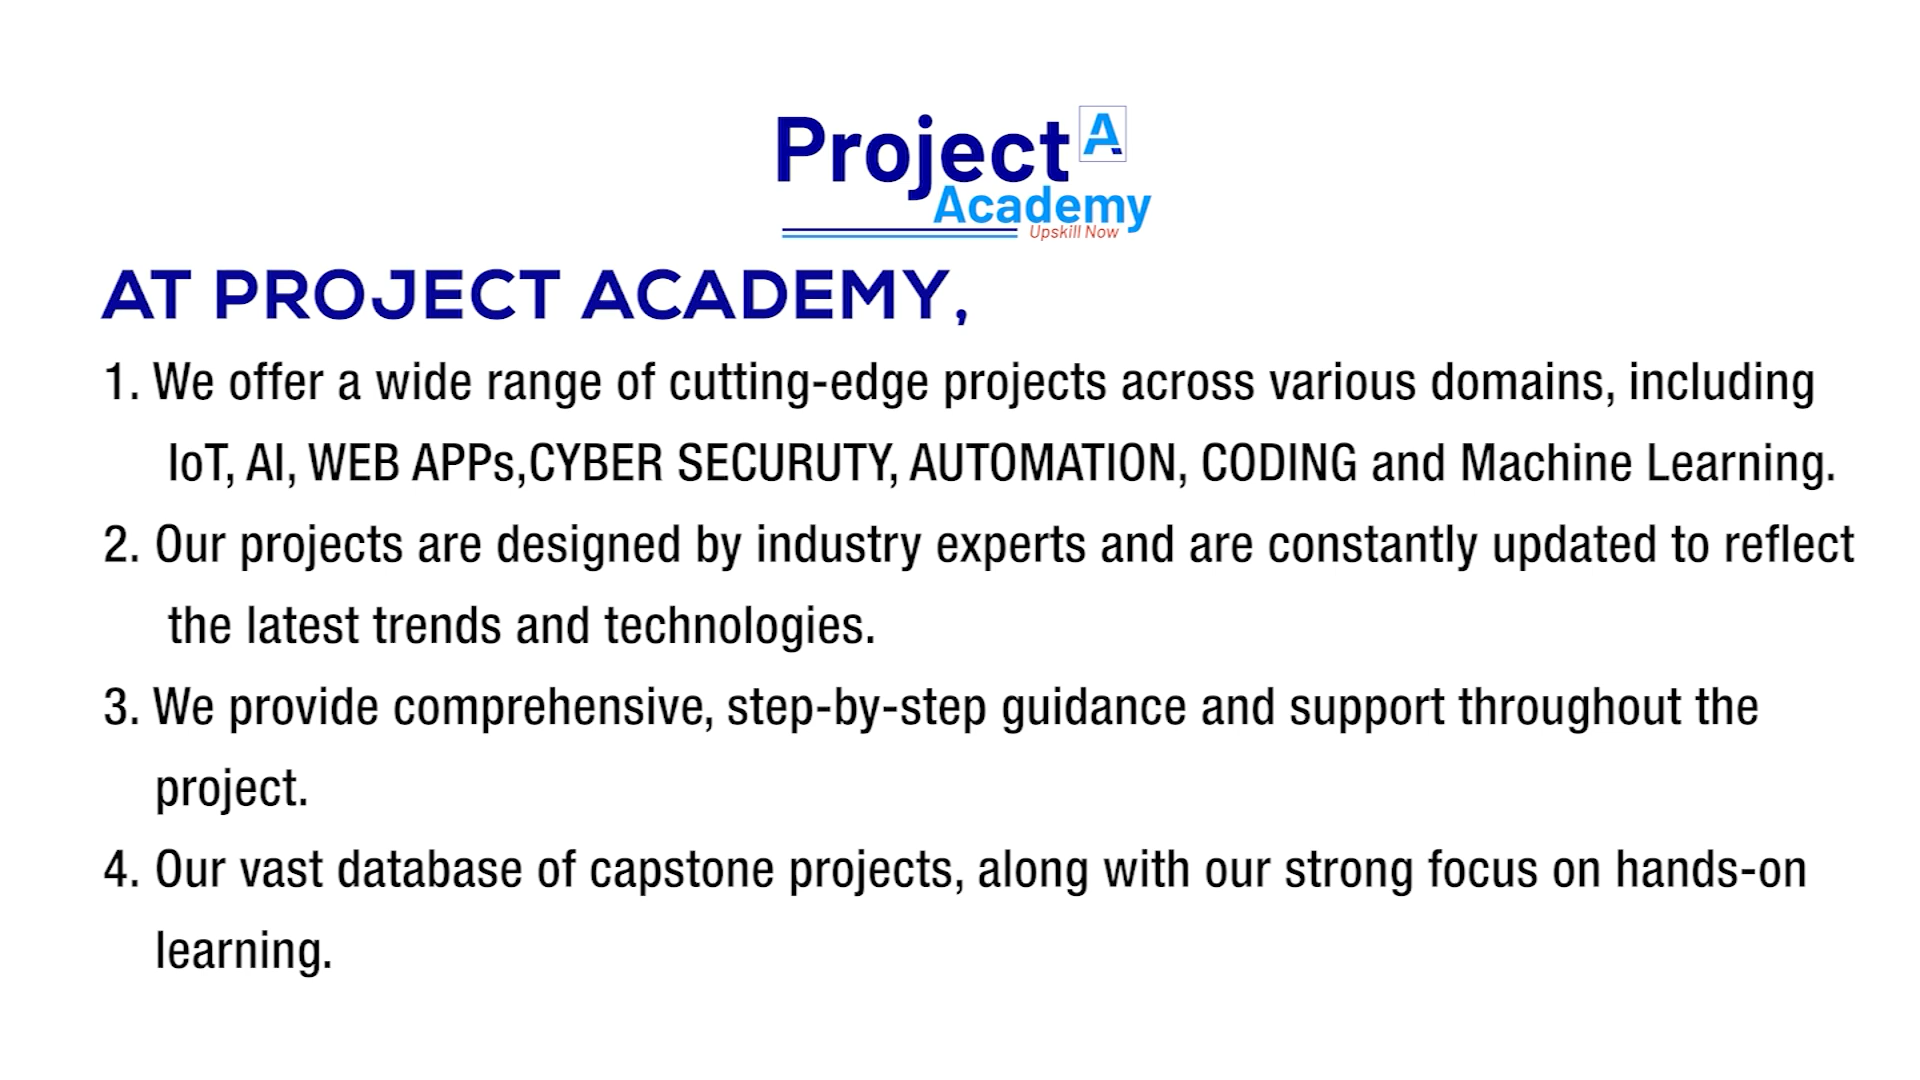 Project A
Academy
Upskill Now
AT PROJECT ACADEMY,
1. We offer a wide range of cutting-edge projects across various domains, including
IoT, AI, WEB APPs,CYBER SECURUTY, AUTOMATION, CODING and Machine Learning.
2. Our projects are designed by industry experts and are constantly updated to reflect
the latest trends and technologies.
3. We provide comprehensive, step-by-step guidance and support throughout the
project.
4. Our vast database of capstone projects, along with our strong focus on hands-on
learning.